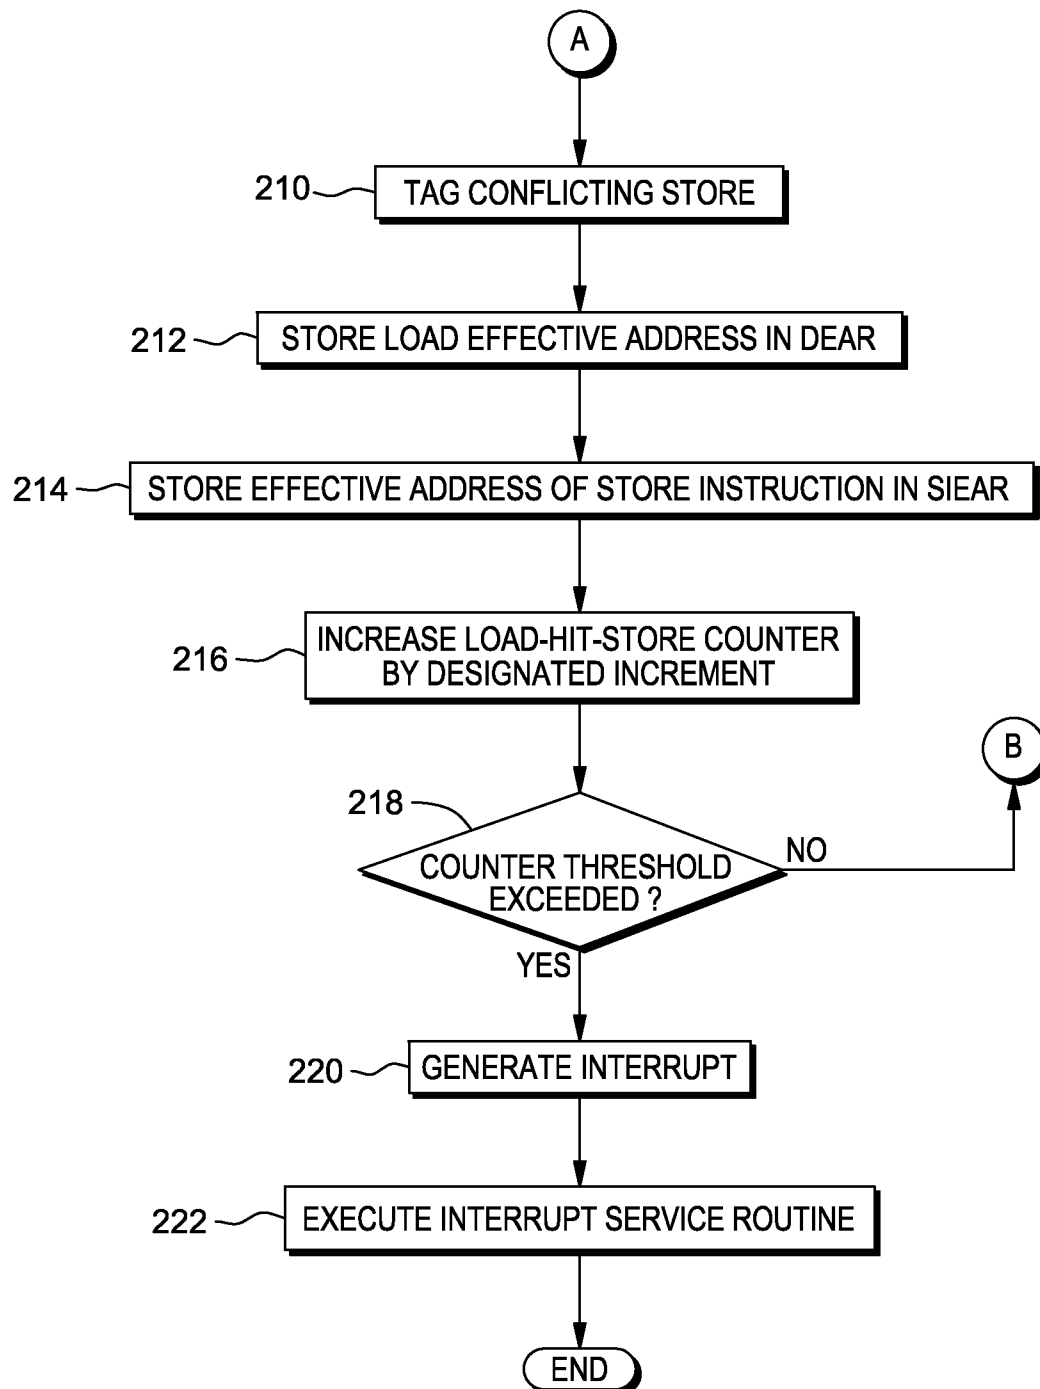 A
210
TAG CONFLICTING STORE
212
STORE LOAD EFFECTIVE ADDRESS IN DEAR
214
STORE EFFECTIVE ADDRESS OF STORE INSTRUCTION IN SIEAR
216
INCREASE LOAD-HIT-STORE COUNTER
BY DESIGNATED INCREMENT
B
218
COUNTER THRESHOLD
EXCEEDED ?
NO
YES
220
GENERATE INTERRUPT
222
EXECUTE INTERRUPT SERVICE ROUTINE
END